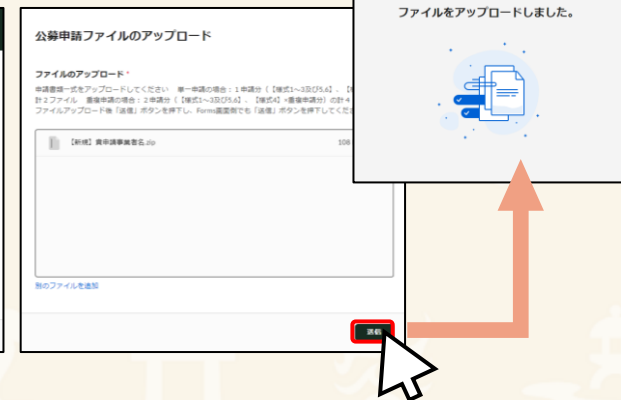 公募申請ファイルのアップロード
ファイルのアップロード*
申請書類一式をアップロードしてください 単一申請の場合：1申請分（【様式1～3及び5,6】、【
計2ファイル 重複申請の場合：2申請分（【様式1～3及び5,6】、【様式4】×重複申請分）の計4
ファイルアップロード後「送信」ボタンを押下し、Forms画面側でも「送信」ボタンを押下してくだ
【新規】貴申請事業者名.zip 108
別のファイルを追加
送信
ファイルをアップロードしました。